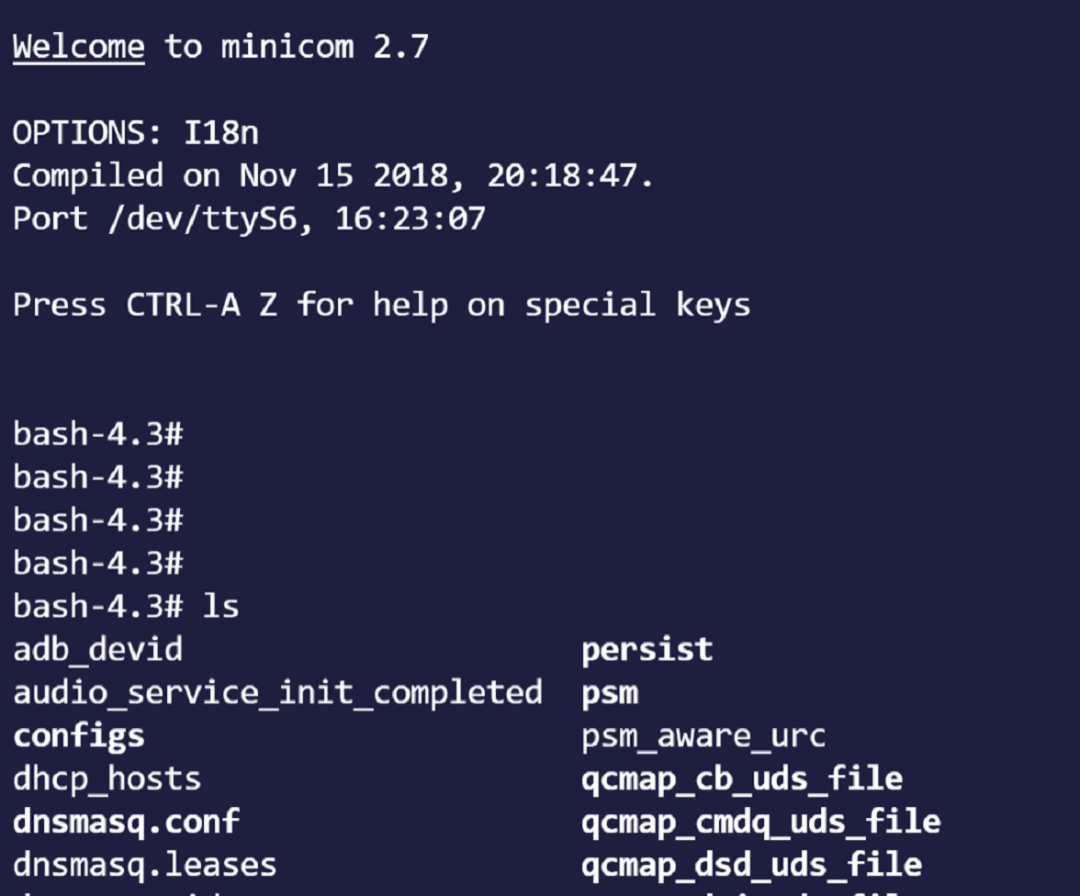 Welcome to minicom 2.7
OPTIONS: I18n
Compiled on Nov 15 2018, 20:18:47.
Port /dev/ttyS6, 16:23:07
Press CTRL-A Z for help on special keys
bash-4.3#
bash-4.3#
bash-4.3#
bash-4.3#
bash-4.3# ls
adb_devid persist
audio_service_init_completed psm
configs psm_aware_urc
dhcp_hosts qcmap_cb_uds_file
dnsmasq.conf qcmap_cmdq_uds_file
dnsmasq.leases qcmap_dsd_uds_file